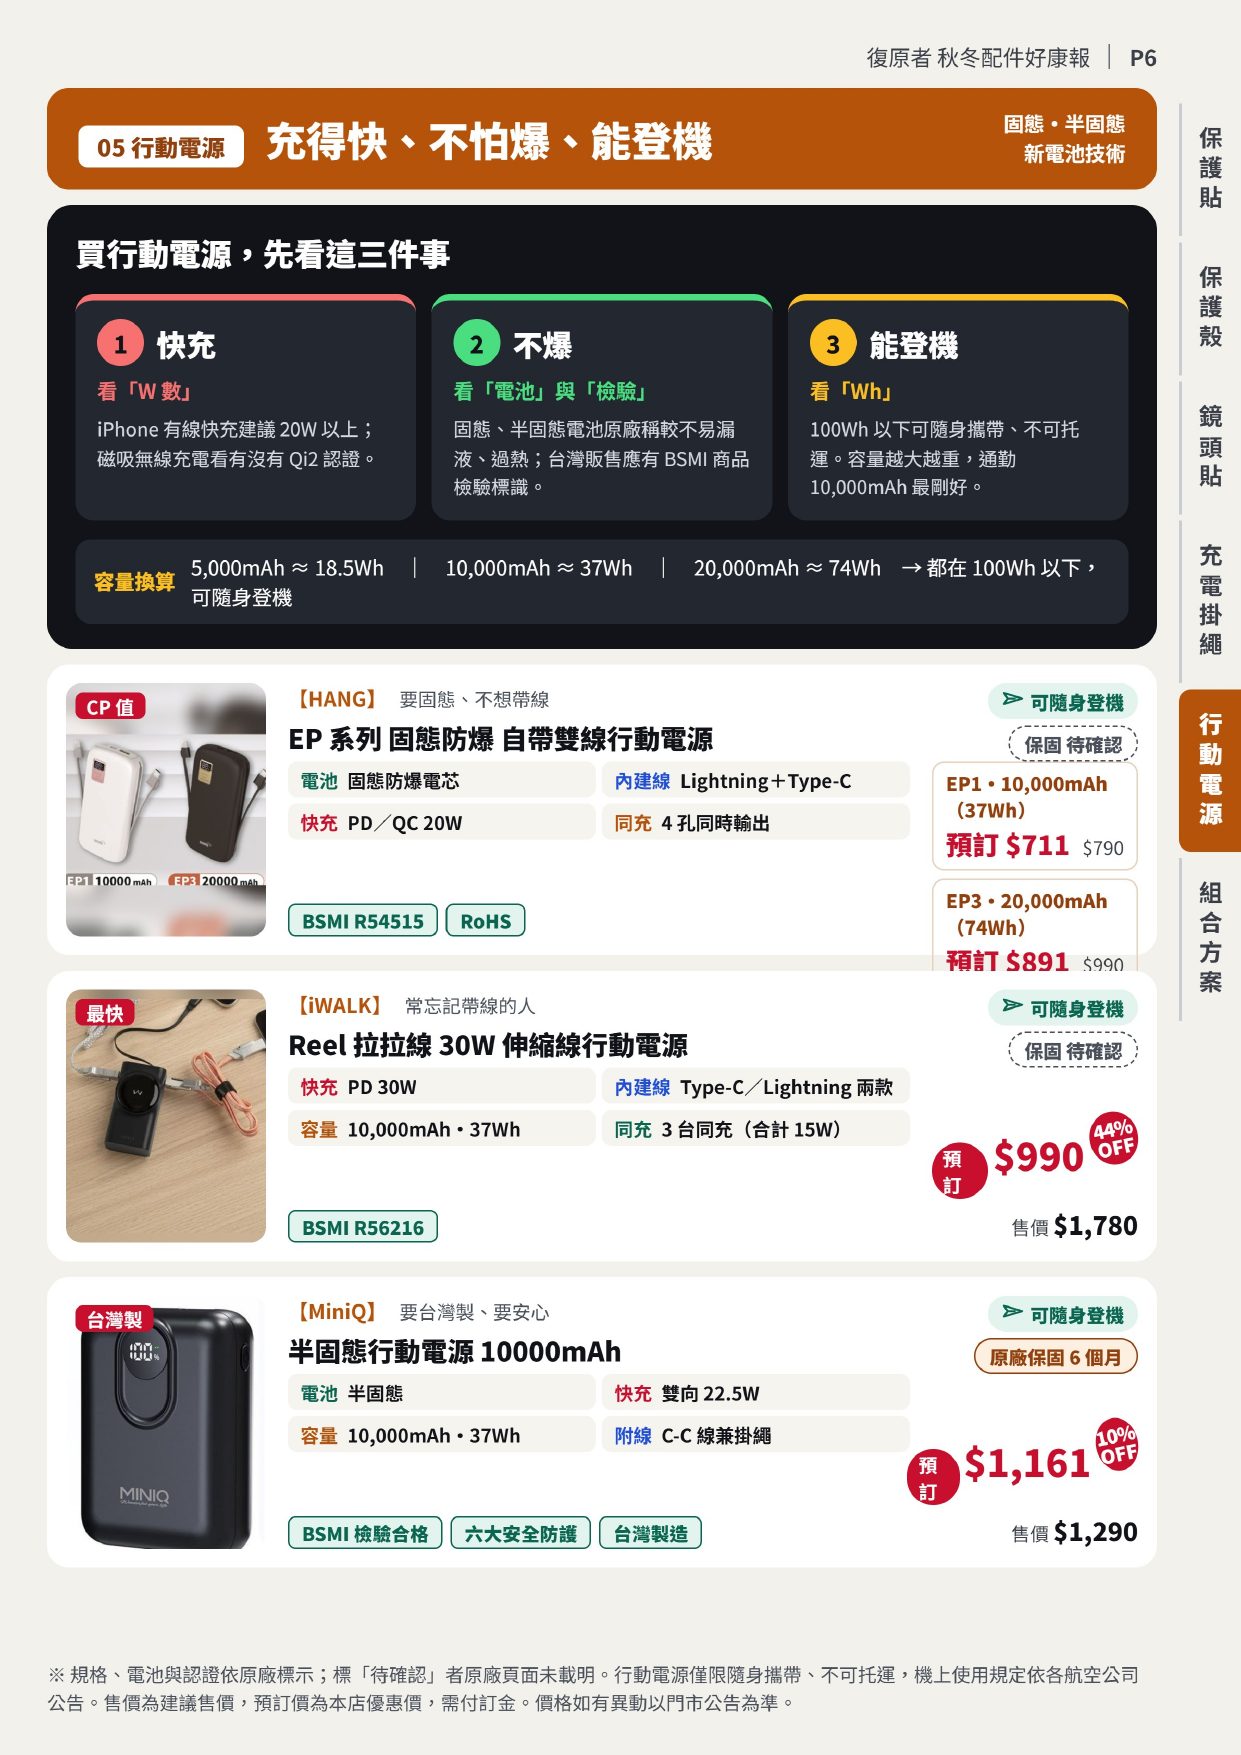 復原者 秋冬配件好康報｜P6
05 行動電源
充得快、不怕爆、能登機
固態・半固態
新電池技術
買行動電源，先看這三件事
1 快充
看「W 數」
iPhone 有線快充建議 20W 以上；
磁吸無線充電看有沒有 Qi2 認證。
2 不爆
看「電池」與「檢驗」
固態、半固態電池原廠稱較不易漏
液、過熱；台灣販售應有 BSMI 商品
檢驗標識。
3 能登機
看「Wh」
100Wh 以下可隨身攜帶、不可托
運。容量越大越重，通勤
10,000mAh 最剛好。
容量換算
5,000mAh ≈ 18.5Wh ｜ 10,000mAh ≈ 37Wh ｜ 20,000mAh ≈ 74Wh → 都在 100Wh 以下，
可隨身登機
CP 值
EP1 10000 mAh EP3 20000 mAh
【HANG】 要固態、不想帶線
EP 系列 固態防爆 自帶雙線行動電源
電池 固態防爆電芯
內建線 Lightning＋Type-C
快充 PD／QC 20W
同充 4 孔同時輸出
BSMI R54515
RoHS
可隨身登機
保固 待確認
EP1・10,000mAh
（37Wh）
預訂 $711 $790
EP3・20,000mAh
（74Wh）
預訂 $891 $990
最快
【iWALK】 常忘記帶線的人
Reel 拉拉線 30W 伸縮線行動電源
快充 PD 30W
內建線 Type-C／Lightning 兩款
容量 10,000mAh・37Wh
同充 3 台同充（合計 15W）
BSMI R56216
可隨身登機
保固 待確認
預
訂
$990
44%
OFF
售價 $1,780
台灣製
100%
MINIQ
【MiniQ】 要台灣製、要安心
半固態行動電源 10000mAh
電池 半固態
快充 雙向 22.5W
容量 10,000mAh・37Wh
附線 C-C 線兼掛繩
BSMI 檢驗合格
六大安全防護
台灣製造
可隨身登機
原廠保固 6 個月
預
訂
$1,161
10%
OFF
售價 $1,290
※ 規格、電池與認證依原廠標示；標「待確認」者原廠頁面未載明。行動電源僅限隨身攜帶、不可托運，機上使用規定依各航空公司
公告。售價為建議售價，預訂價為本店優惠價，需付訂金。價格如有異動以門市公告為準。
保護貼
保護殼
鏡頭貼
充電掛繩
行動電源
組合方案